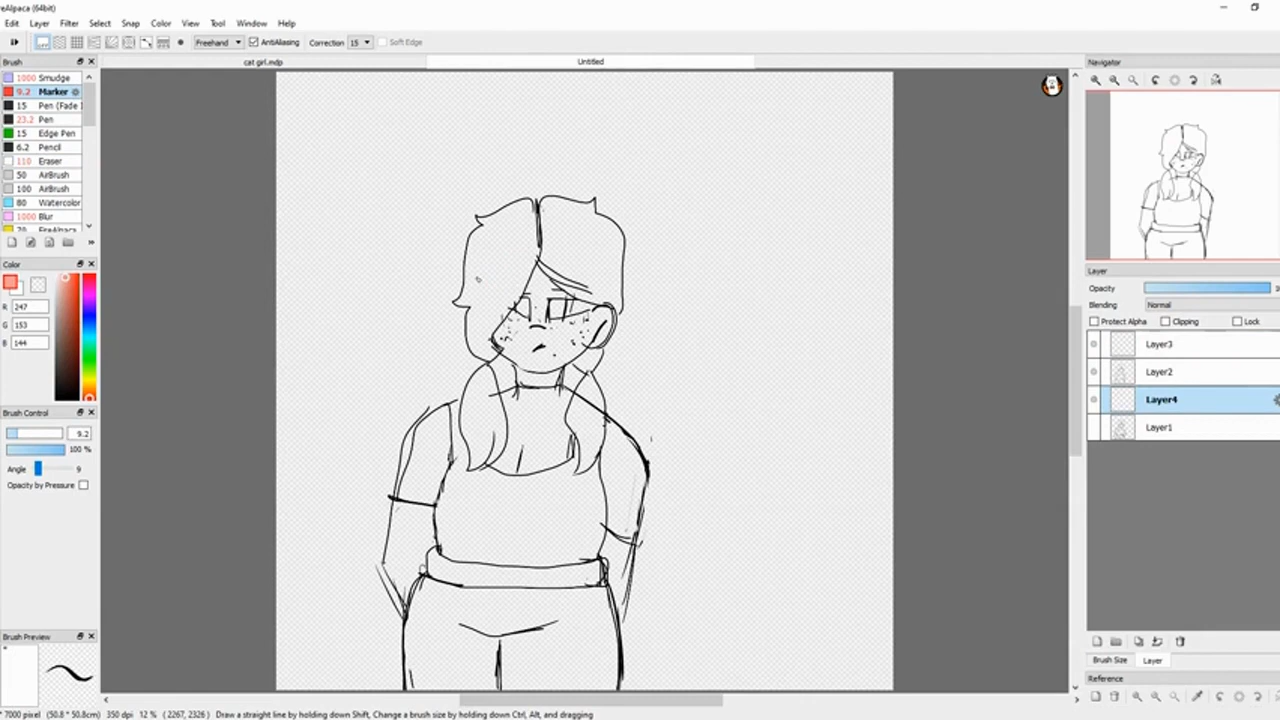 reAlpaca (64bit)
Edit Layer Filter Select Snap Color View Tool Window Help
Freehand AntiAliasing Correction 15 Soft Edge
Brush
cat girl.mdp
Untitled
Navigator
1000 Smudge
9.2 Marker
15 Pen (Fade
23.2 Pen
15 Edge Pen
6.2 Pencil
110 Eraser
50 AirBrush
100 AirBrush
80 Watercolor
1000 Blur
Color
R 247
G 153
B 144
Brush Control
9.2
100 %
Angle 9
Opacity by Pressure
Brush Preview
Layer
Opacity
Blending Normal
Protect Alpha Clipping Lock
Layer3
Layer2
Layer4
Layer1
Brush Size Layer
Reference
* 7000 pixel (50.8 * 50.8cm) 350 dpi 12 % ( 2267, 2326 ) Draw a straight line by holding down Shift, Change a brush size by holding down Ctrl, Alt, and dragging